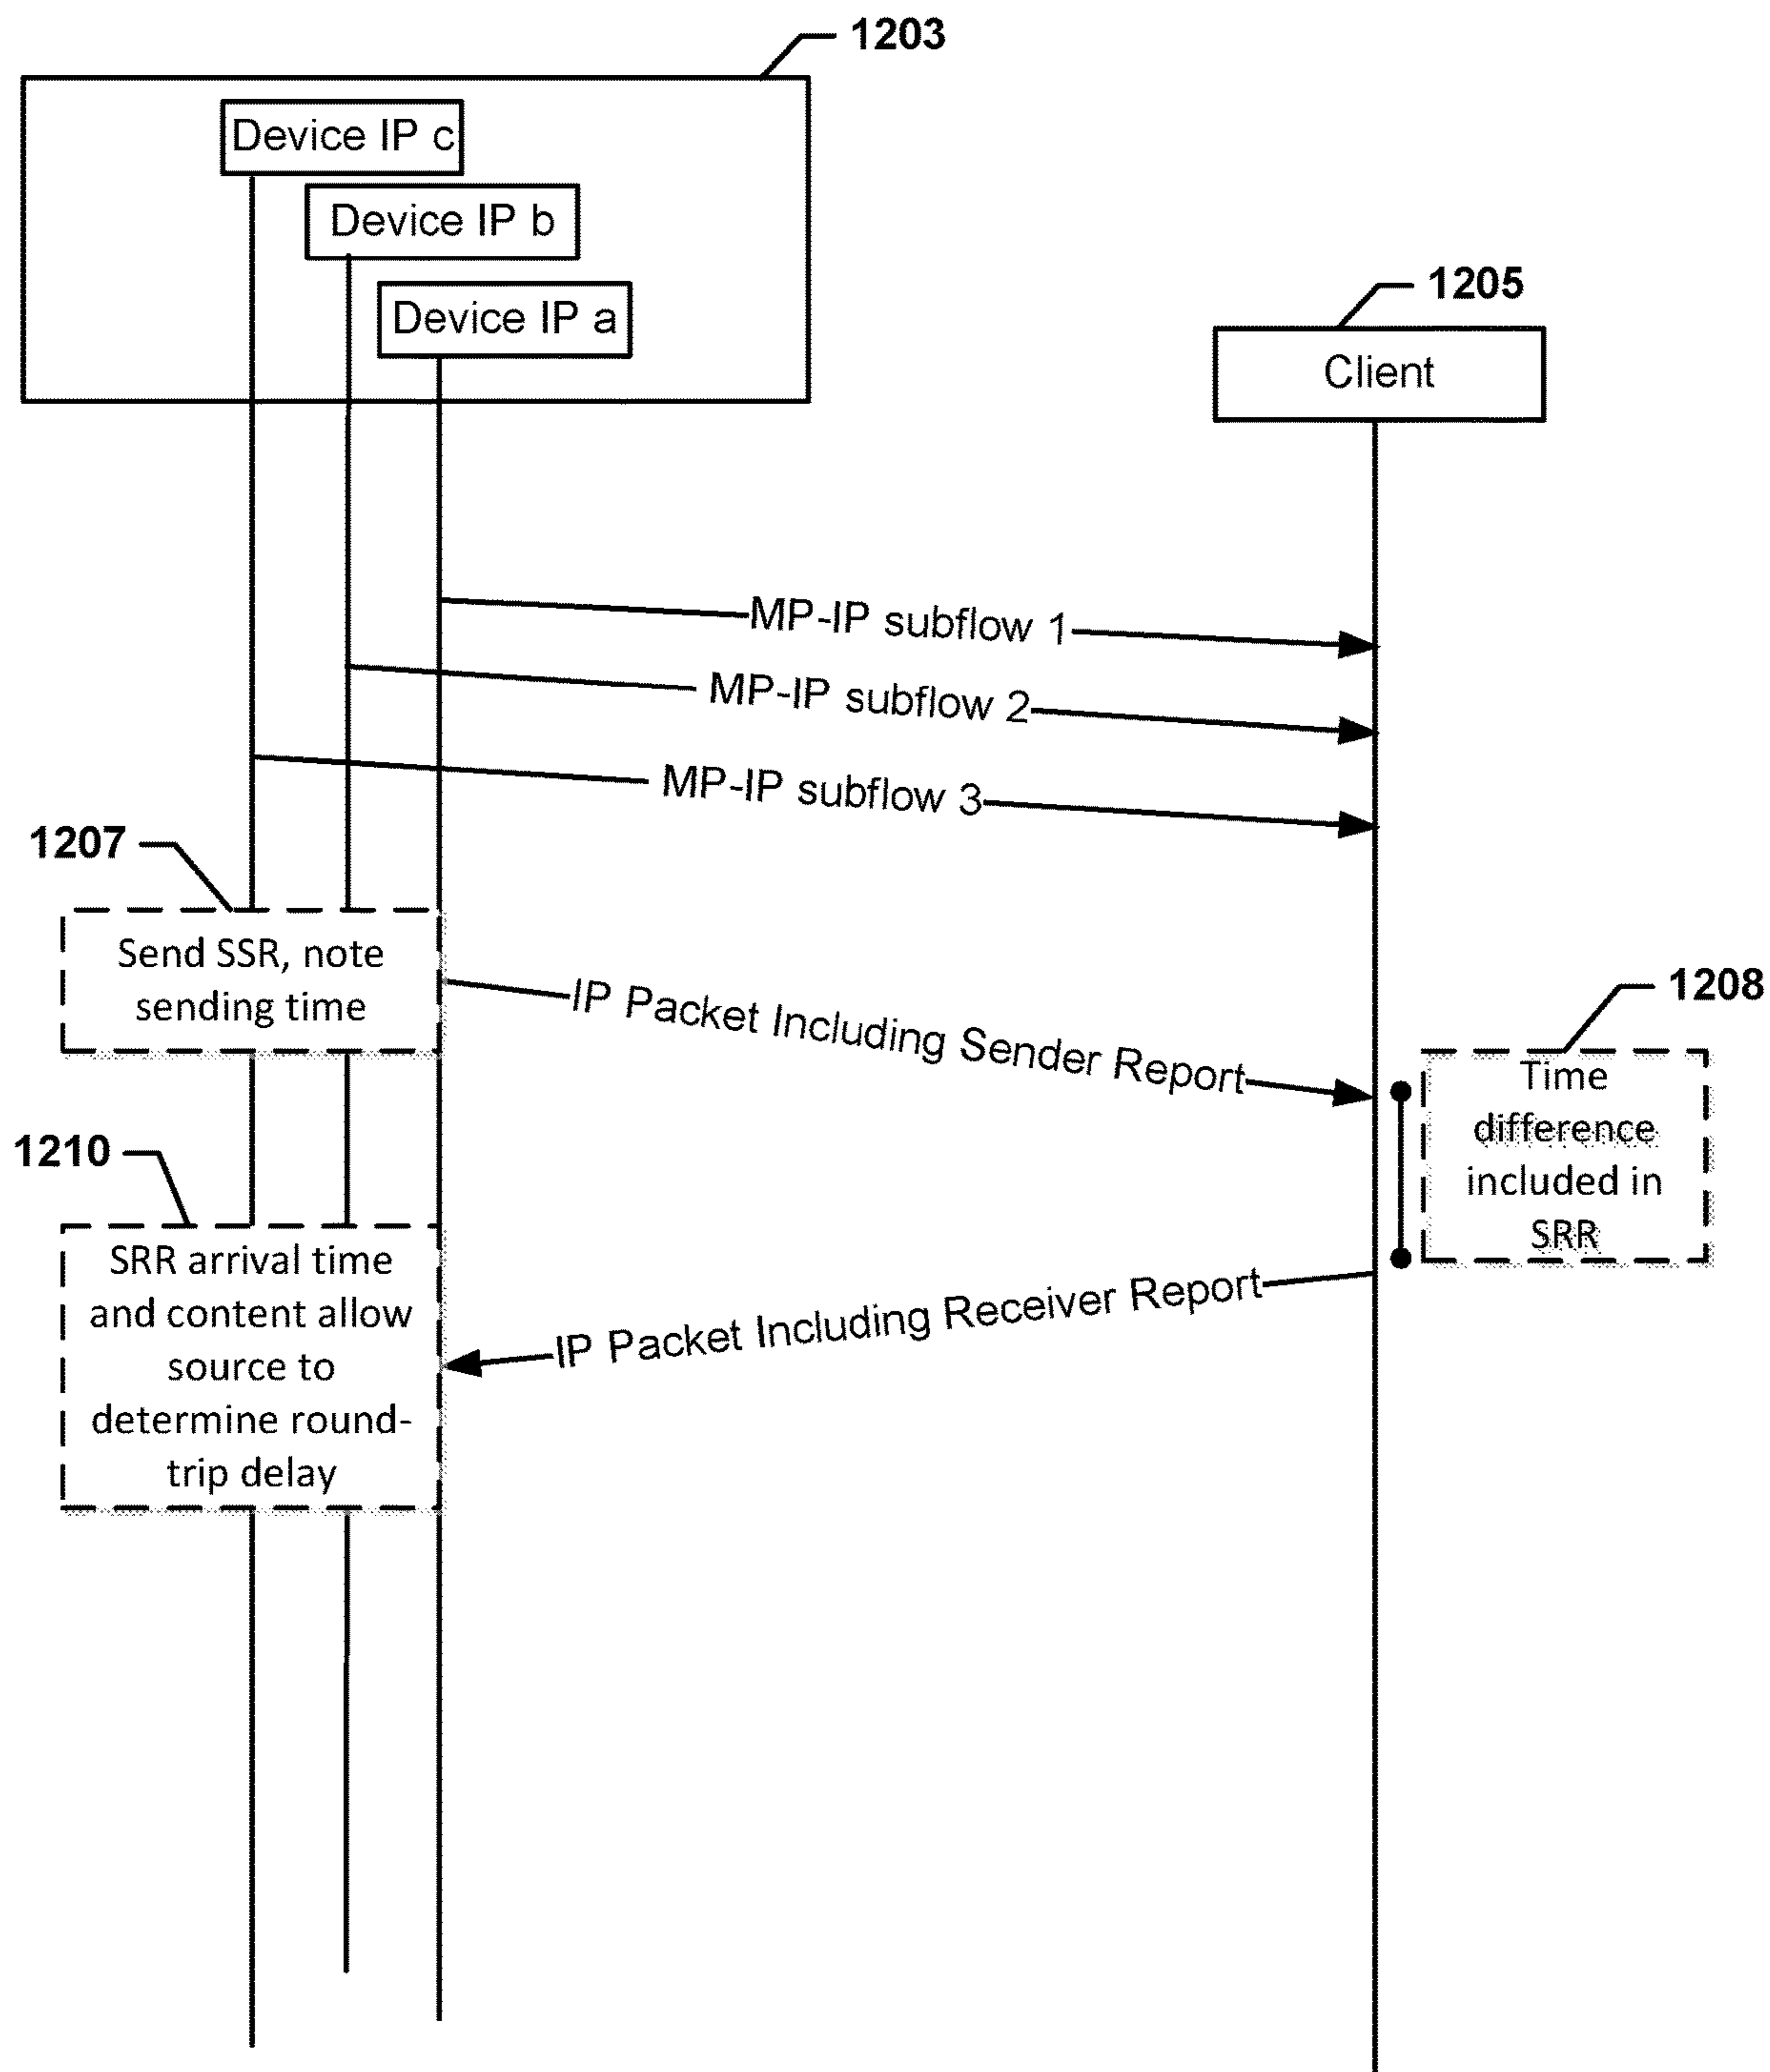 1203
Device IP c
Device IP b
Device IP a
1205
Client
MP-IP subflow 1
MP-IP subflow 2
MP-IP subflow 3
1207
Send SSR, note
sending time
IP Packet Including Sender Report
1208
Time
difference
included in
SRR
1210
SRR arrival time
and content allow
source to
determine round-
trip delay
IP Packet Including Receiver Report